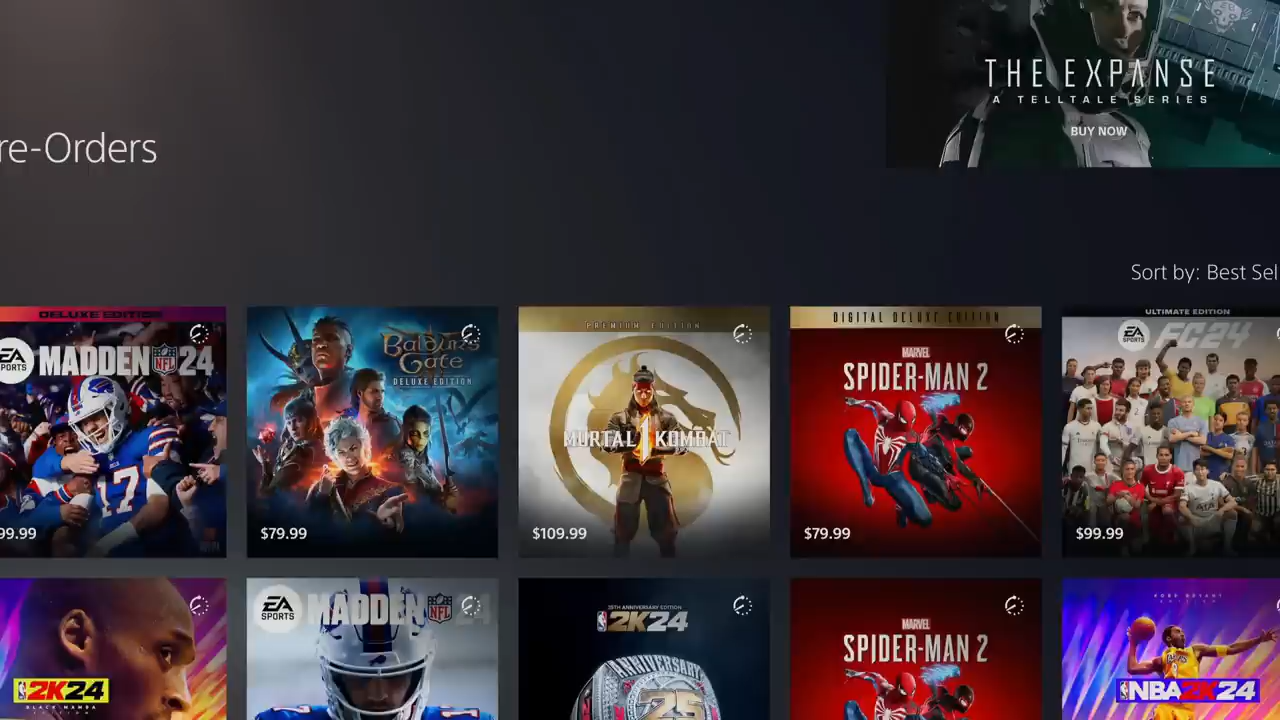 THE EXPANSE
A TELLTALE SERIES
BUY NOW
re-Orders
Sort by: Best Sel
DELUXE EDITION
EA
SPORTS
MADDEN NFL 24
17
99.99
Baldur's
Gate
DELUXE EDITION
$79.99
PREMIUM EDITION
MORTAL 1 KOMBAT
$109.99
DIGITAL DELUXE EDITION
MARVEL
SPIDER-MAN 2
$79.99
ULTIMATE EDITION
EA
SPORTS
FC24
$99.99
2K24
BLACK MAMBA
EDITION
EA
SPORTS
MADDEN NFL 24
25TH ANNIVERSARY EDITION
2K24
ANNIVERSARY
25
MARVEL
SPIDER-MAN 2
KOBE BRYANT
EDITION
NBA 2K24